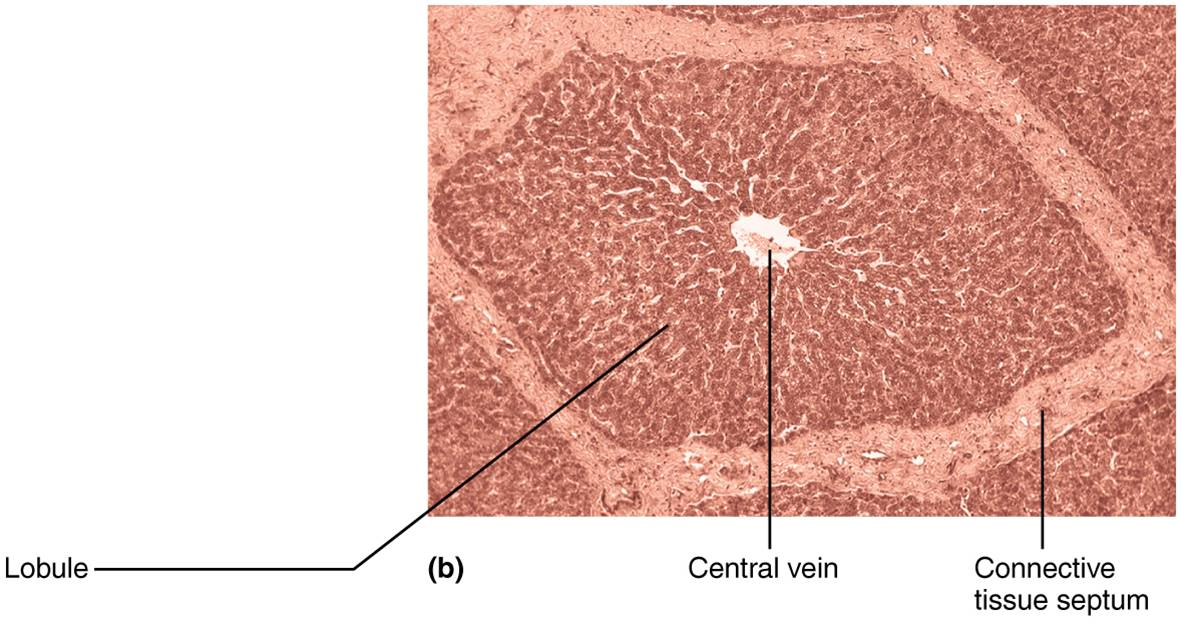 Lobule
(b)
Central vein
Connective
tissue septum